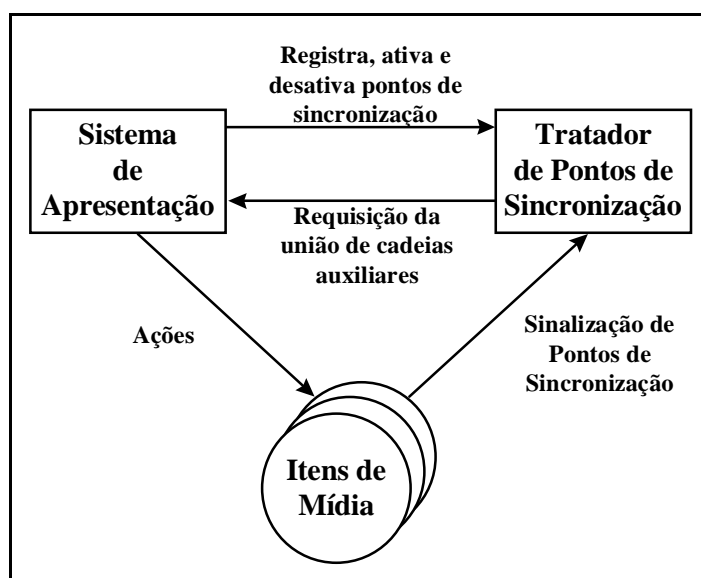 Registra, ativa e
desativa pontos de
sincronização
Sistema
de
Apresentação
Tratador
de Pontos de
Sincronização
Requisição da
união de cadeias
auxiliares
Ações
Sinalização de
Pontos de
Sincronização
Itens de
Mídia